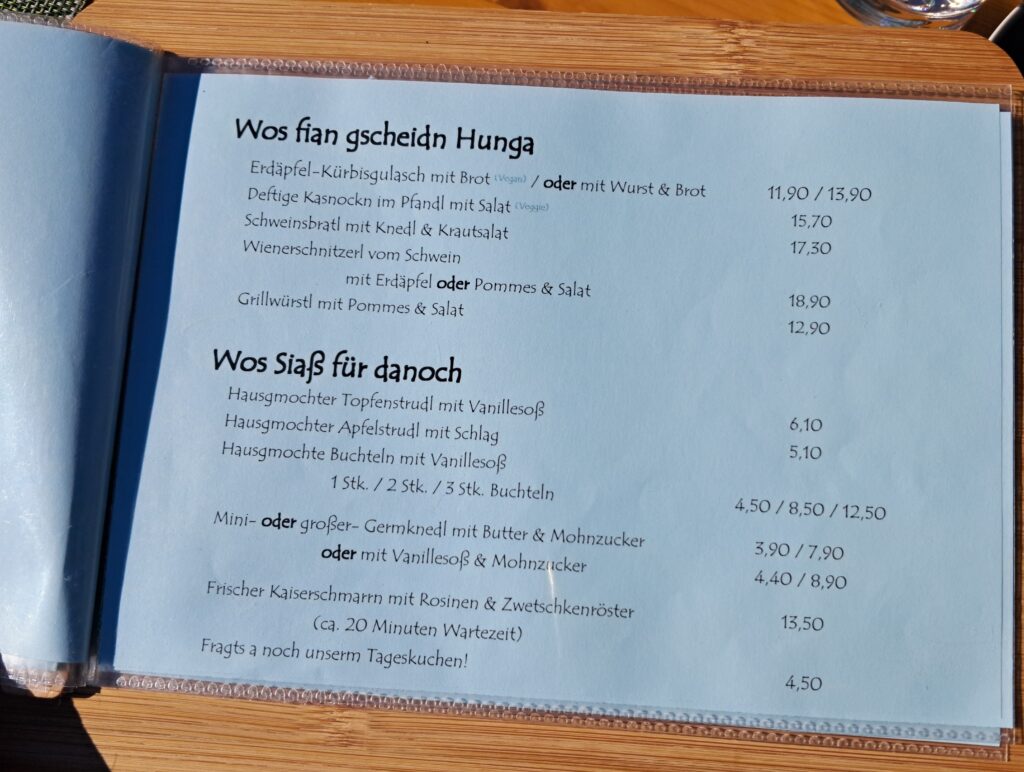 Wos fian gscheidn Hunga
Erdäpfel-Kürbisgulasch mit Brot (Vegan) / oder mit Wurst & Brot 11,90 / 13,90
Deftige Kasnockn im Pfandl mit Salat (Veggie) 15,70
Schweinsbratl mit Knedl & Krautsalat 17,30
Wienerschnitzerl vom Schwein
mit Erdäpfel oder Pommes & Salat 18,90
Grillwürstl mit Pommes & Salat 12,90
Wos Siaß für danoch
Hausgmochter Topfenstrudl mit Vanillesoß 6,10
Hausgmochter Apfelstrudl mit Schlag 5,10
Hausgmochte Buchteln mit Vanillesoß
1 Stk. / 2 Stk. / 3 Stk. Buchteln 4,50 / 8,50 / 12,50
Mini- oder großer- Germknedl mit Butter & Mohnzucker 3,90 / 7,90
oder mit Vanillesoß & Mohnzucker 4,40 / 8,90
Frischer Kaiserschmarrn mit Rosinen & Zwetschkenröster 13,50
(ca. 20 Minuten Wartezeit)
Fragts a noch unserm Tageskuchen! 4,50